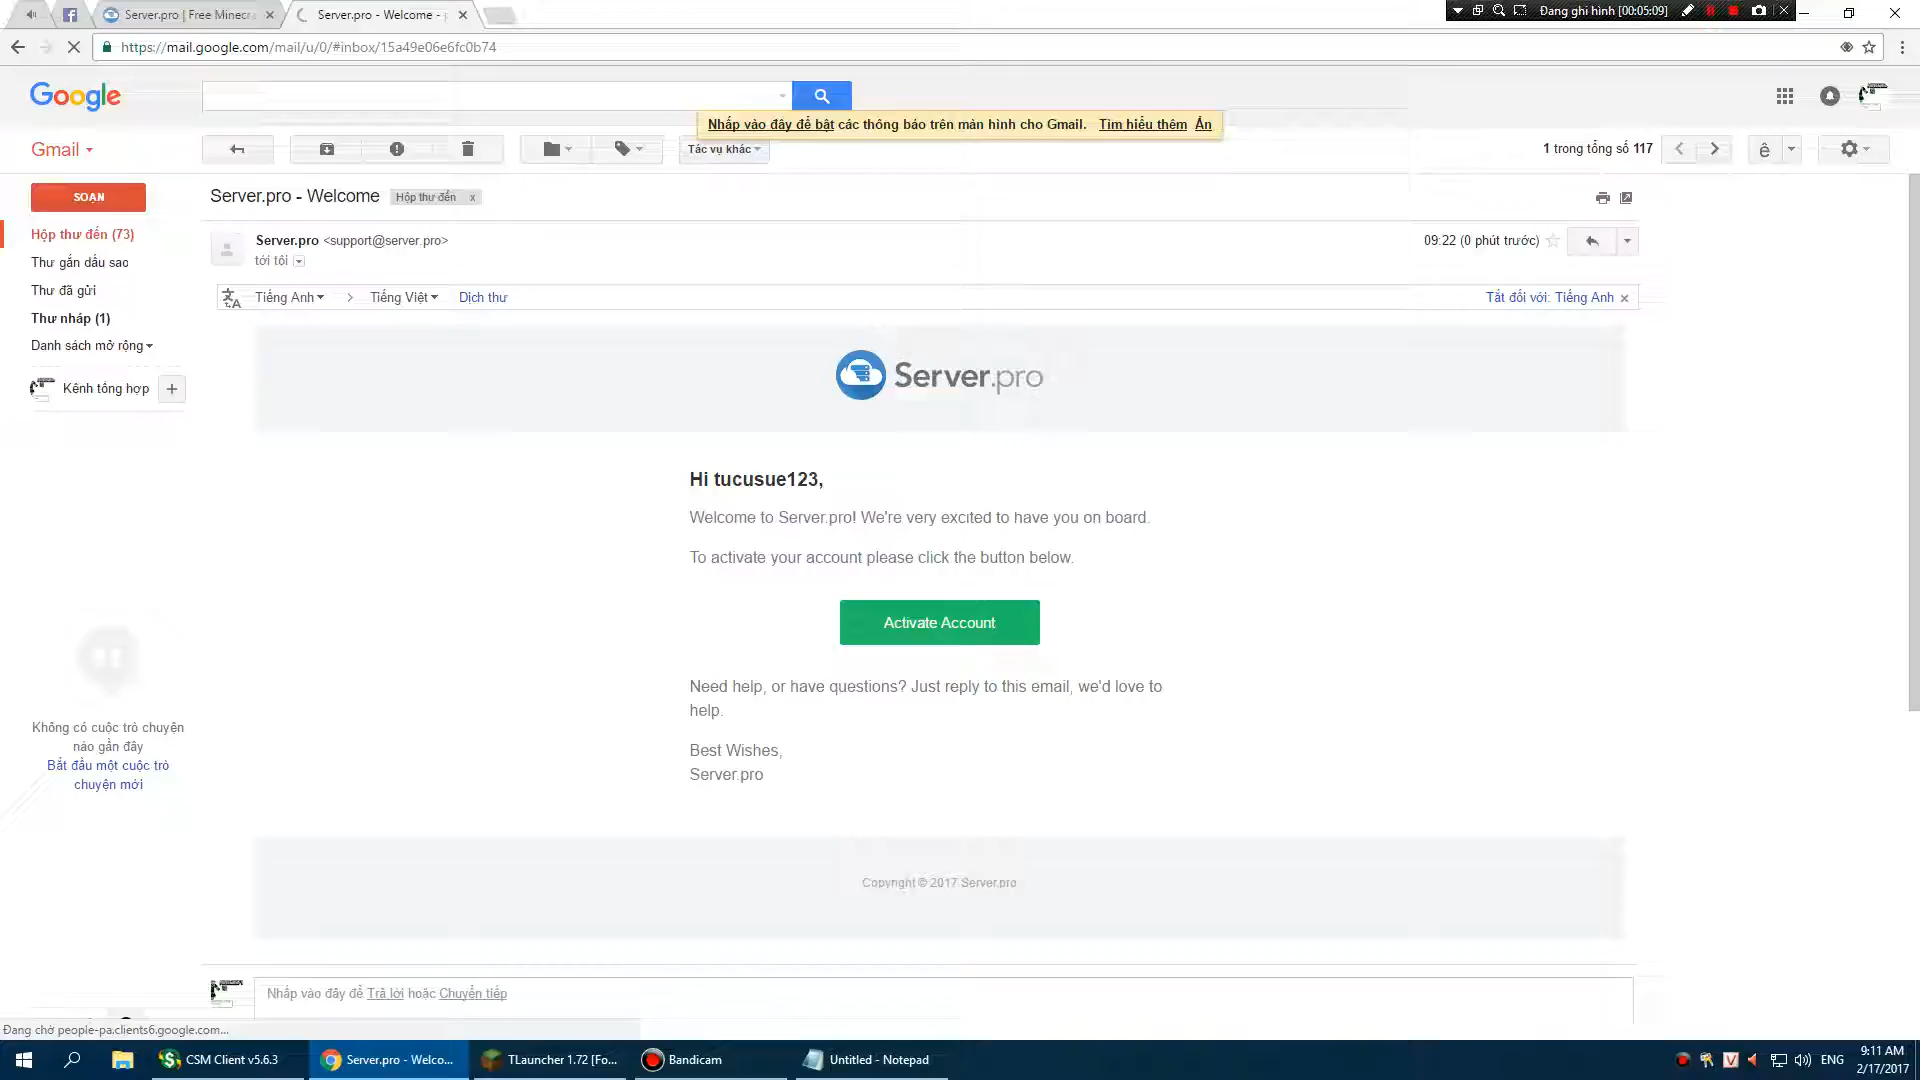 Server.pro | Free Minecra
Server.pro - Welcome -
Đang ghi hình [00:05:09]
https://mail.google.com/mail/u/0/#inbox/15a49e06e6fc0b74
Google
Nhấp vào đây để bật các thông báo trên màn hình cho Gmail. Tìm hiểu thêm Ẩn
Gmail
Tác vụ khác
1 trong tổng số 117
ê
SOẠN
Server.pro - Welcome
Hộp thư đến x
Hộp thư đến (73)
Thư gắn dấu sao
Thư đã gửi
Thư nháp (1)
Danh sách mở rộng
Kênh tổng hợp
Server.pro <support@server.pro>
09:22 (0 phút trước)
tới tôi
Tiếng Anh
Tiếng Việt
Dịch thư
Tắt đối với: Tiếng Anh
Server.pro
Hi tucusue123,
Welcome to Server.pro! We're very excited to have you on board.
To activate your account please click the button below.
Activate Account
Need help, or have questions? Just reply to this email, we'd love to
help.
Best Wishes,
Server.pro
Không có cuộc trò chuyện
nào gần đây
Bắt đầu một cuộc trò
chuyện mới
Copyright © 2017 Server.pro
Nhấp vào đây để Trả lời hoặc Chuyển tiếp
Đang chờ people-pa.clients6.google.com...
CSM Client v5.6.3
Server.pro - Welco...
TLauncher 1.72 [Fo...
Bandicam
Untitled - Notepad
ENG
9:11 AM
2/17/2017